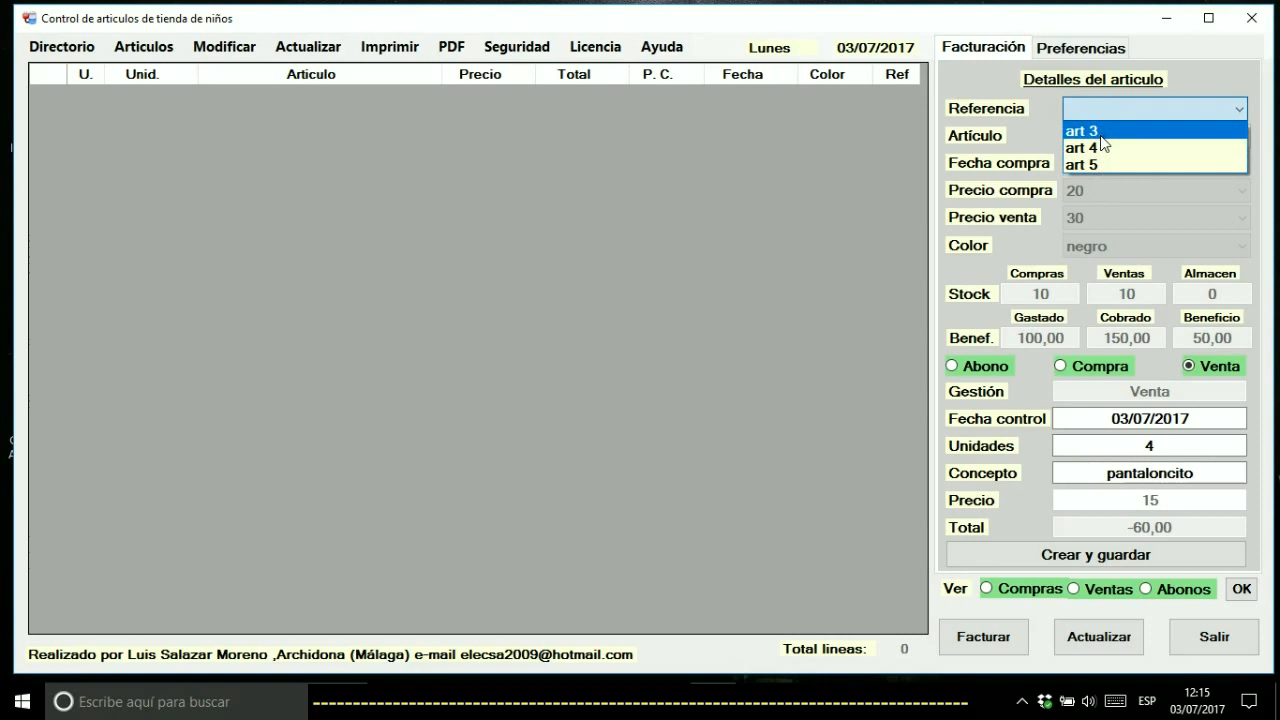 Control de articulos de tienda de niños
Directorio Articulos Modificar Actualizar Imprimir PDF Seguridad Licencia Ayuda Lunes 03/07/2017
U. Unid. Articulo Precio Total P. C. Fecha Color Ref
Facturación Preferencias
Detalles del articulo
Referencia
art 3
art 4
art 5
Artículo
Fecha compra
Precio compra 20
Precio venta 30
Color negro
Compras Ventas Almacen
Stock 10 10 0
Gastado Cobrado Beneficio
Benef. 100,00 150,00 50,00
Abono Compra Venta
Gestión Venta
Fecha control 03/07/2017
Unidades 4
Concepto pantaloncito
Precio 15
Total -60,00
Crear y guardar
Ver Compras Ventas Abonos OK
Facturar Actualizar Salir
Realizado por Luis Salazar Moreno ,Archidona (Málaga) e-mail elecsa2009@hotmail.com
Total lineas: 0
Escribe aquí para buscar
ESP
12:15
03/07/2017